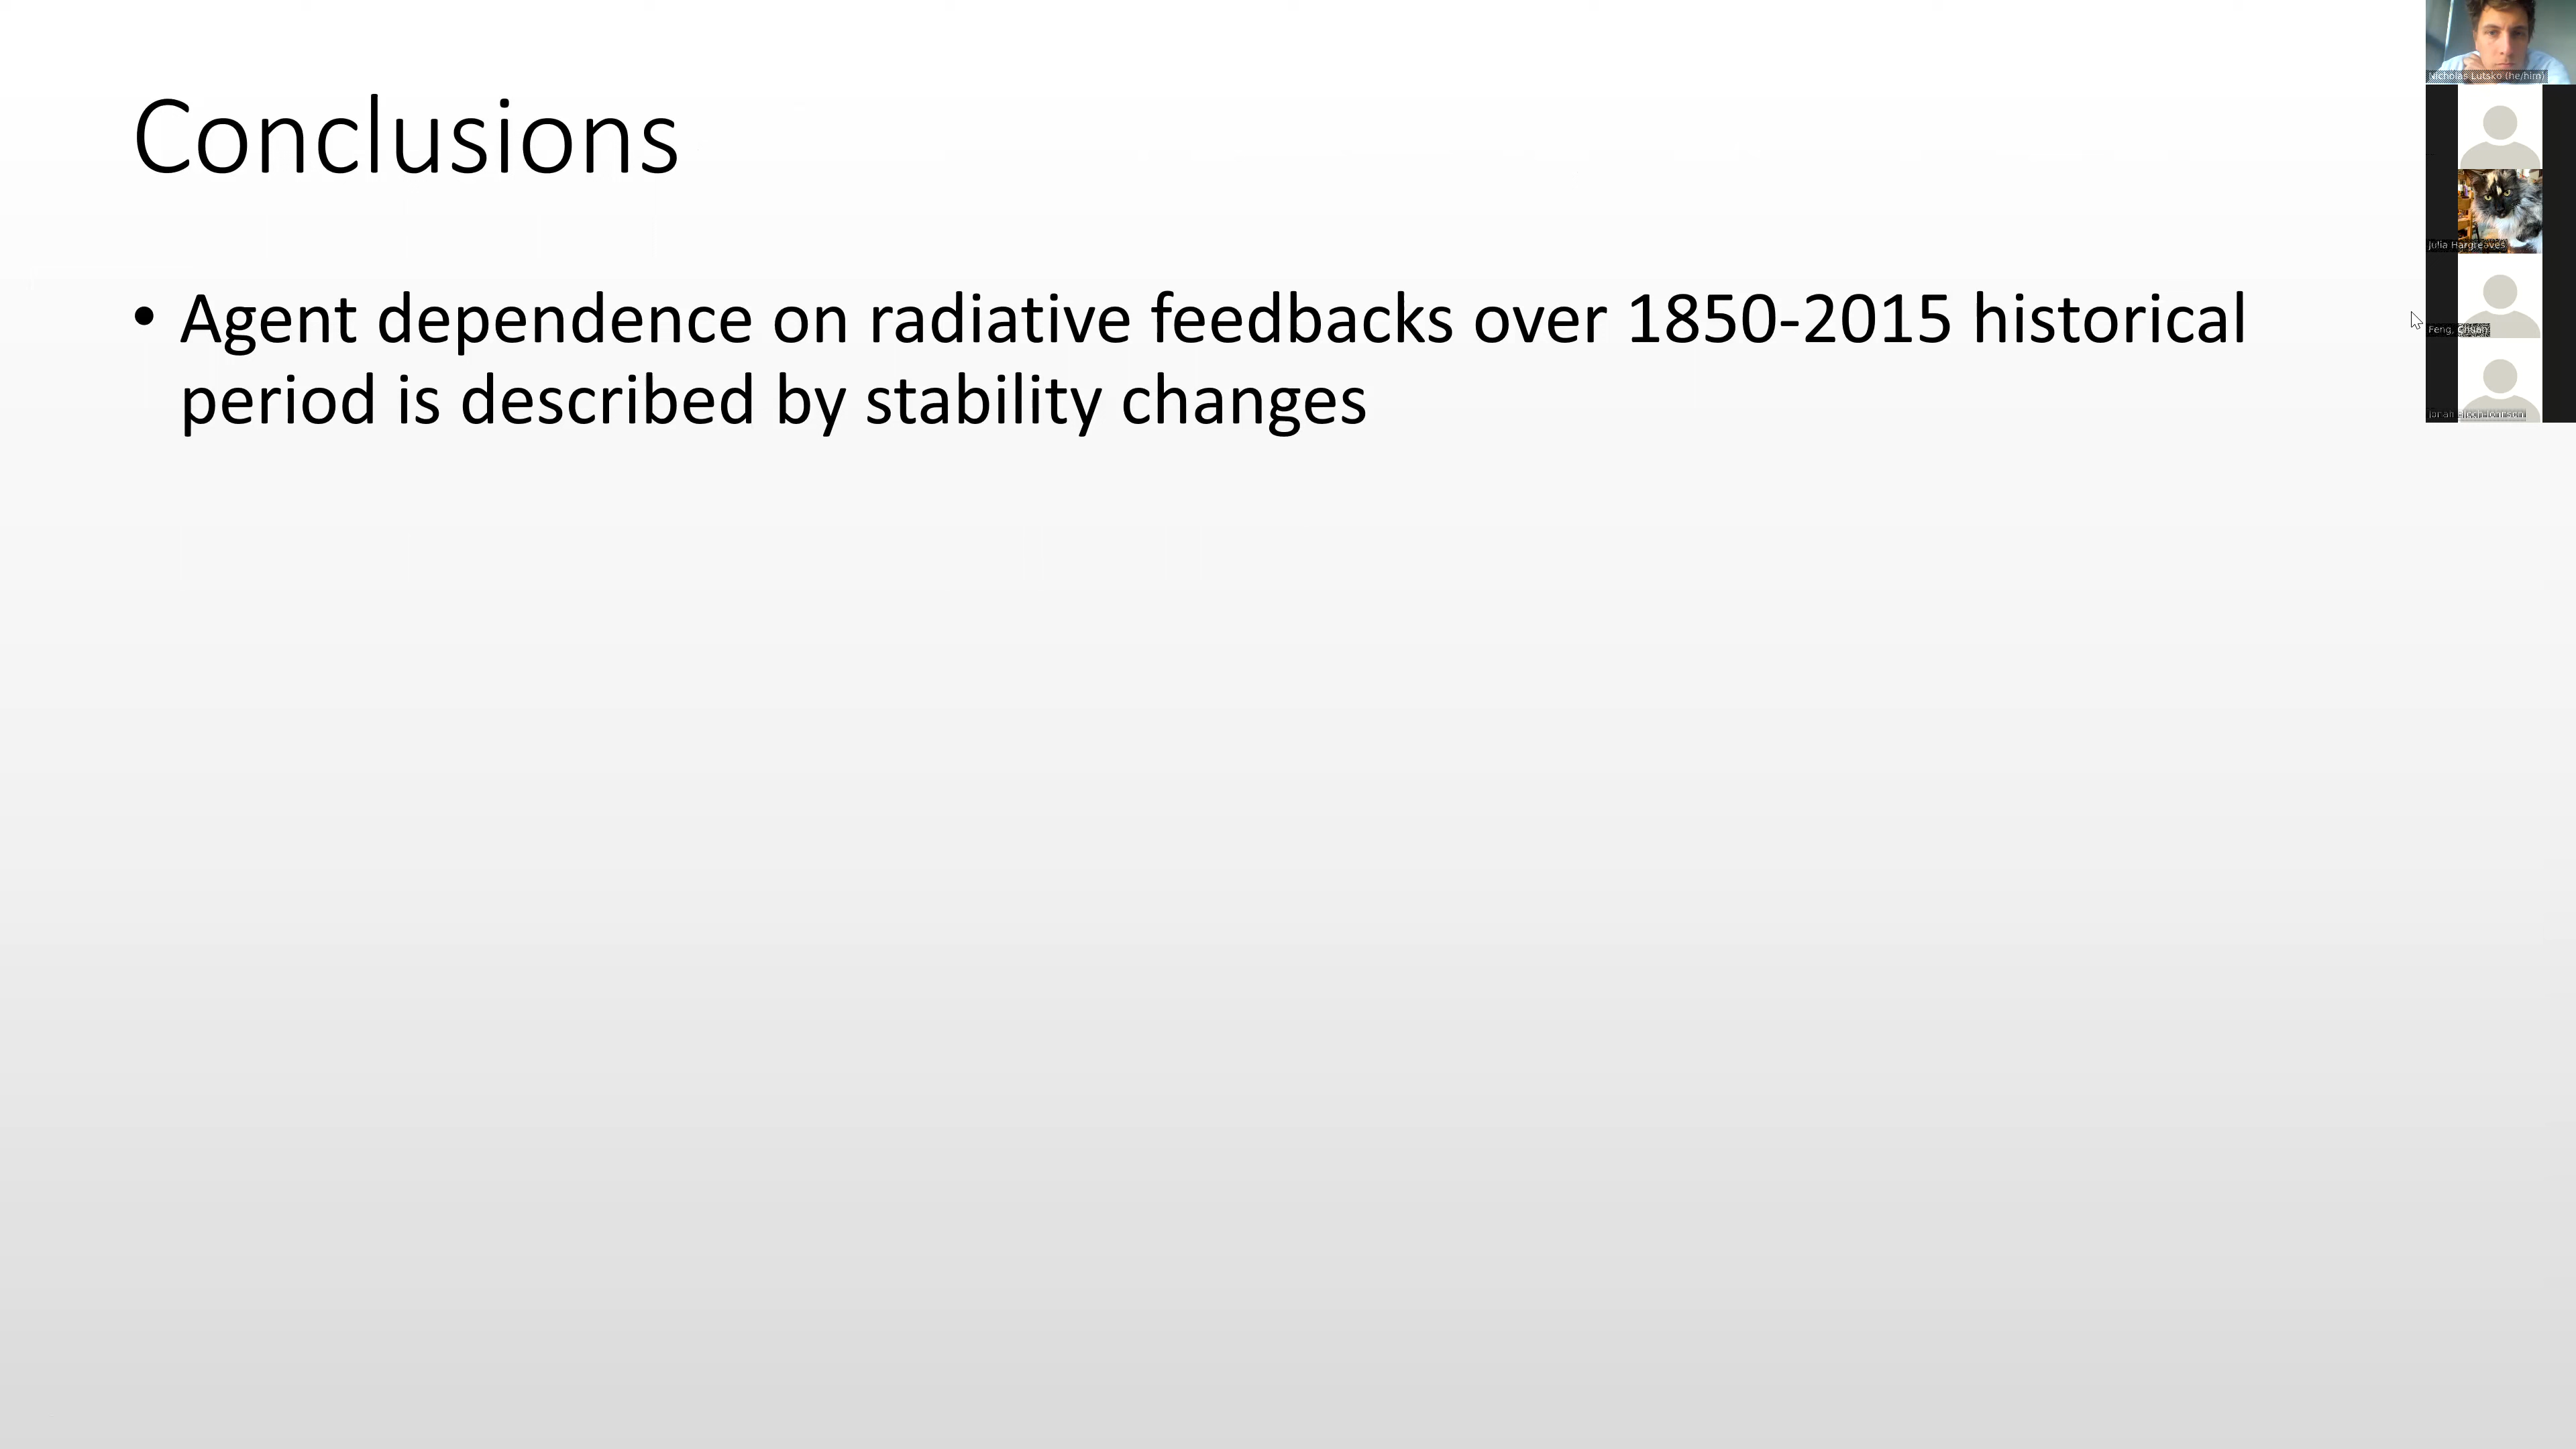 Conclusions
• Agent dependence on radiative feedbacks over 1850-2015 historical
period is described by stability changes
Nicholas Lutsko (he/him)
Julia Hargreaves
Feng,